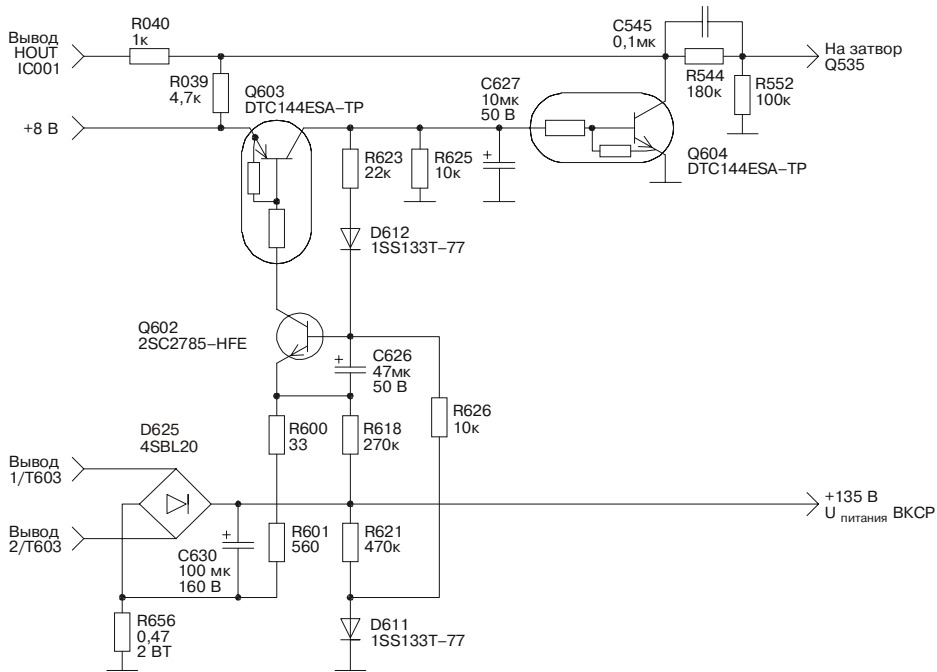 R040
1к
Вывод
HOUT
IC001
R039
4,7к
+8 В
Q603
DTC144ESA–TP
C545
0,1мк
R544
180к
R552
100к
На затвор
Q535
C627
10мк
50 В
+
Q604
DTC144ESA–TP
R623
22к
R625
10к
D612
1SS133T–77
Q602
2SC2785–HFE
+
C626
47мк
50 В
R626
10к
R600
33
R618
270к
D625
4SBL20
Вывод
1/T603
Вывод
2/T603
+135 В
U питания ВКСР
+
C630
100 мк
160 В
R601
560
R621
470к
R656
0,47
2 ВТ
D611
1SS133T–77